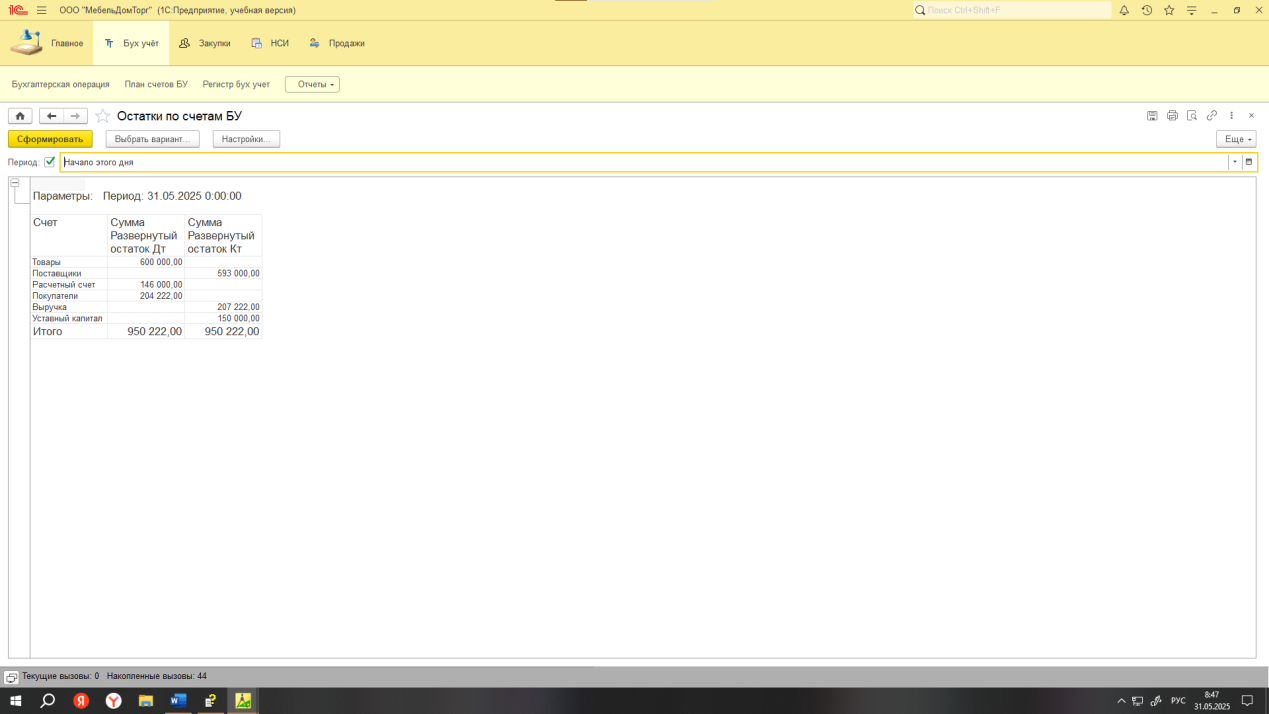 1С ООО "МебельДомТорг" (1С:Предприятие, учебная версия) Поиск Ctrl+Shift+F
Главное Тт Бух учёт Закупки НСИ Продажи
Бухгалтерская операция План счетов БУ Регистр бух учет Отчеты
Остатки по счетам БУ
Сформировать Выбрать вариант... Настройки... Еще
Период: Начало этого дня
Параметры: Период: 31.05.2025 0:00:00
Счет Сумма Сумма
Развернутый Развернутый
остаток Дт остаток Кт
Товары 600 000,00
Поставщики 593 000,00
Расчетный счет 146 000,00
Покупатели 204 222,00
Выручка 207 222,00
Уставный капитал 150 000,00
Итого 950 222,00 950 222,00
Текущие вызовы: 0 Накопленные вызовы: 44
Я Y W РУС 8:47
31.05.2025